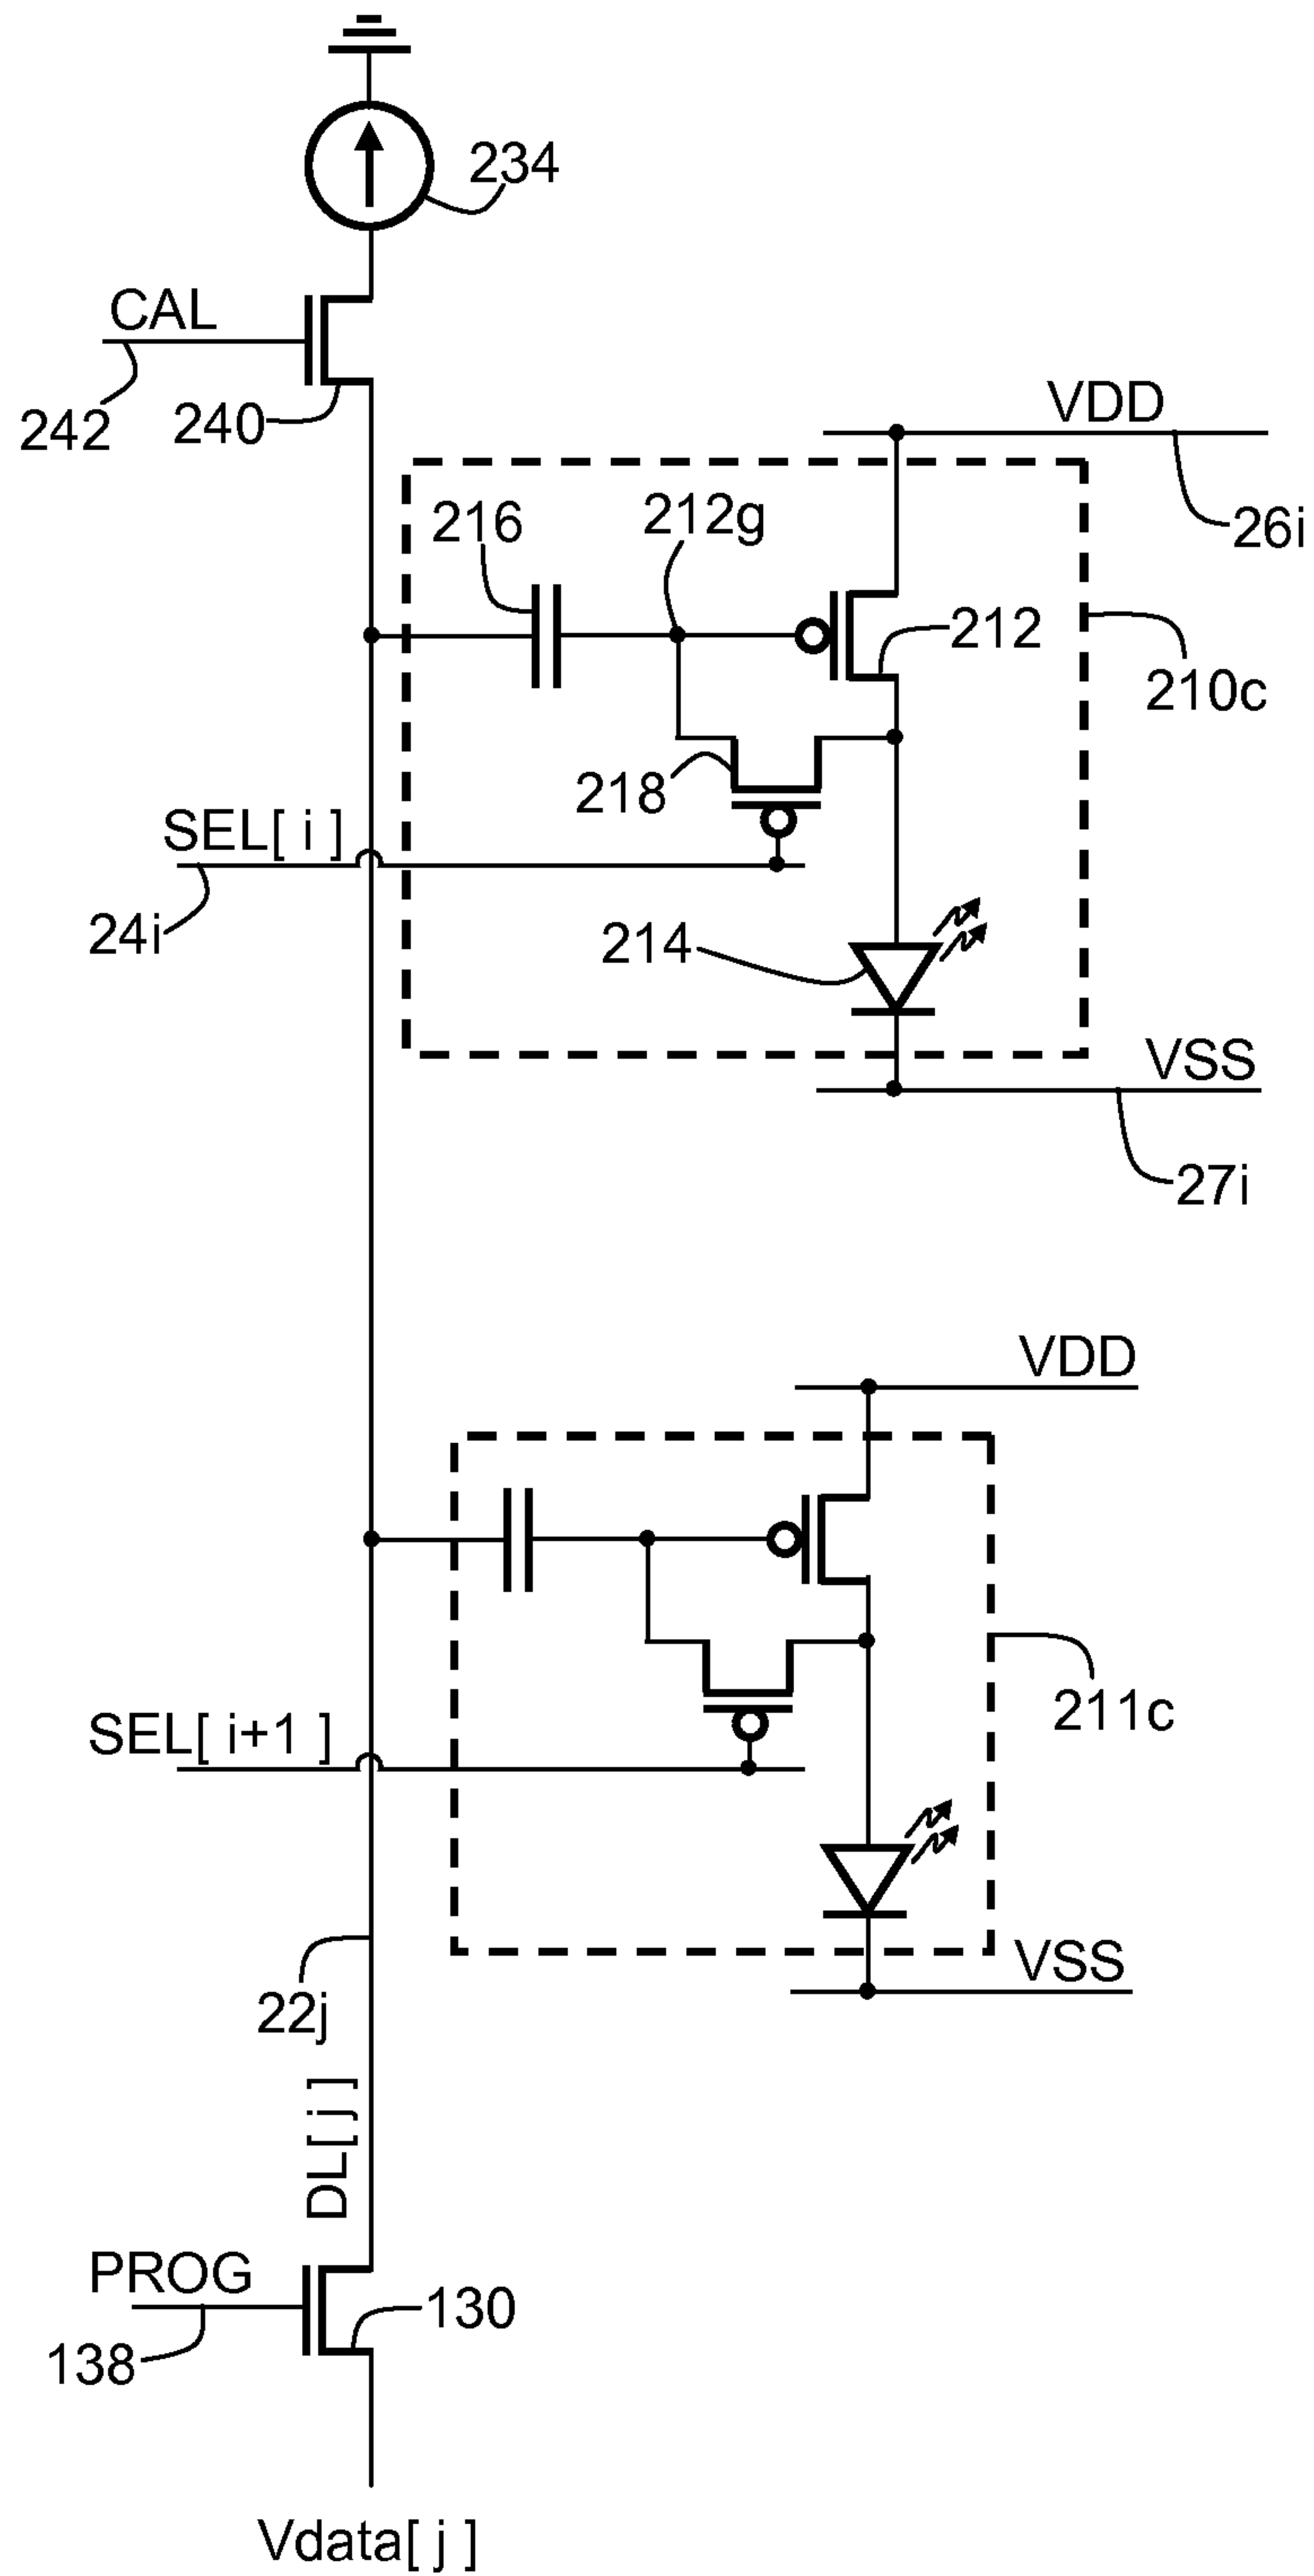 234
CAL
242
240
VDD
216
212g
26i
212
210c
218
SEL[ i ]
24i
214
VSS
27i
VDD
211c
SEL[ i+1 ]
VSS
22j
DL[ j ]
PROG
130
138
Vdata[ j ]